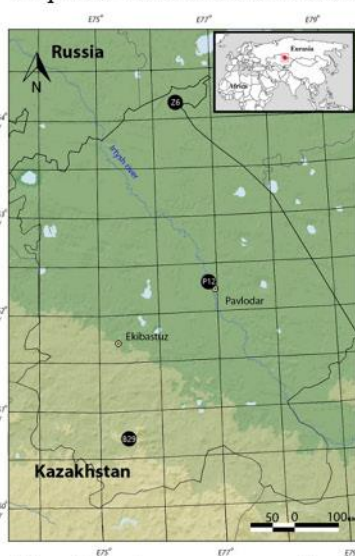 E75° E77° E79°
Russia
Eurasia
Africa
N
Z6
Irtysh river
P12
Pavlodar
Ekibastuz
B29
Kazakhstan
50 0 100
E75° E77°